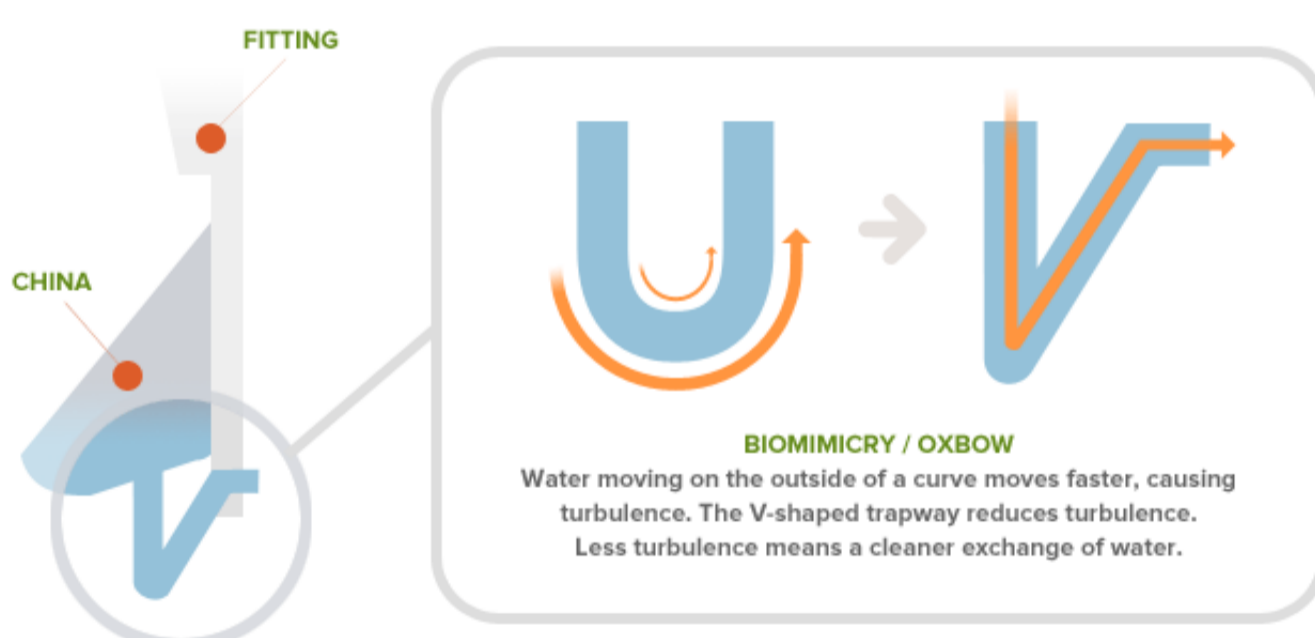 FITTING
CHINA
BIOMIMICRY / OXBOW
Water moving on the outside of a curve moves faster, causing
turbulence. The V-shaped trapway reduces turbulence.
Less turbulence means a cleaner exchange of water.